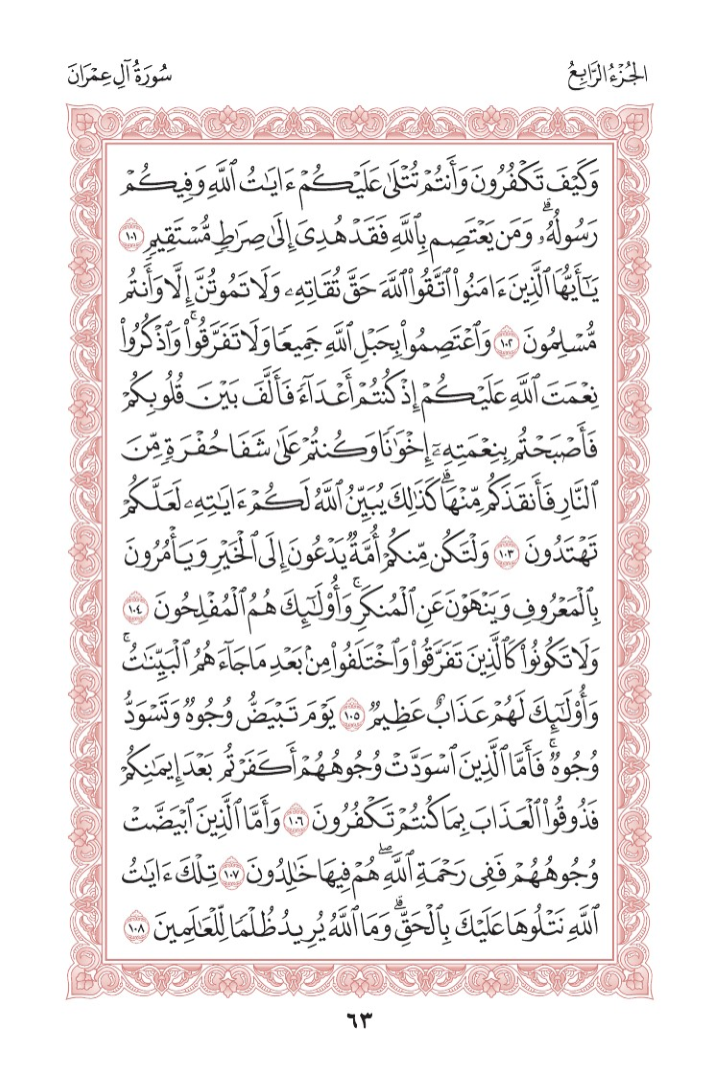 الجُزْءُ الرَّابِعُ
سُورَةُ آلِ عِمْرَانَ
وَكَيْفَ تَكْفُرُونَ وَأَنتُمْ تُتْلَىٰ عَلَيْكُمْ ءَايَٰتُ ٱللَّهِ وَفِيكُمْ
رَسُولُهُۥۗ وَمَن يَعْتَصِم بِٱللَّهِ فَقَدْ هُدِىَ إِلَىٰ صِرَٰطٍ مُّسْتَقِيمٍ ١٠١
يَٰٓأَيُّهَا ٱلَّذِينَ ءَامَنُوا۟ ٱتَّقُوا۟ ٱللَّهَ حَقَّ تُقَاتِهِۦ وَلَا تَمُوتُنَّ إِلَّا وَأَنتُم
مُّسْلِمُونَ ١٠٢ وَٱعْتَصِمُوا۟ بِحَبْلِ ٱللَّهِ جَمِيعًا وَلَا تَفَرَّقُوا۟ۚ وَٱذْكُرُوا۟
نِعْمَتَ ٱللَّهِ عَلَيْكُمْ إِذْ كُنتُمْ أَعْدَآءً فَأَلَّفَ بَيْنَ قُلُوبِكُمْ
فَأَصْبَحْتُم بِنِعْمَتِهِۦٓ إِخْوَٰنًا وَكُنتُمْ عَلَىٰ شَفَا حُفْرَةٍ مِّنَ
ٱلنَّارِ فَأَنقَذَكُم مِّنْهَاۗ كَذَٰلِكَ يُبَيِّنُ ٱللَّهُ لَكُمْ ءَايَٰتِهِۦ لَعَلَّكُمْ
تَهْتَدُونَ ١٠٣ وَلْتَكُن مِّنكُمْ أُمَّةٌ يَدْعُونَ إِلَى ٱلْخَيْرِ وَيَأْمُرُونَ
بِٱلْمَعْرُوفِ وَيَنْهَوْنَ عَنِ ٱلْمُنكَرِۚ وَأُو۟لَٰٓئِكَ هُمُ ٱلْمُفْلِحُونَ ١٠٤
وَلَا تَكُونُوا۟ كَٱلَّذِينَ تَفَرَّقُوا۟ وَٱخْتَلَفُوا۟ مِنۢ بَعْدِ مَا جَآءَهُمُ ٱلْبَيِّنَٰتُۚ
وَأُو۟لَٰٓئِكَ لَهُمْ عَذَابٌ عَظِيمٌ ١٠٥ يَوْمَ تَبْيَضُّ وُجُوهٌ وَتَسْوَدُّ
وُجُوهٌۚ فَأَمَّا ٱلَّذِينَ ٱسْوَدَّتْ وُجُوهُهُمْ أَكَفَرْتُم بَعْدَ إِيمَٰنِكُمْ
فَذُوقُوا۟ ٱلْعَذَابَ بِمَا كُنتُمْ تَكْفُرُونَ ١٠٦ وَأَمَّا ٱلَّذِينَ ٱبْيَضَّتْ
وُجُوهُهُمْ فَفِى رَحْمَةِ ٱللَّهِۖ هُمْ فِيهَا خَٰلِدُونَ ١٠٧ تِلْكَ ءَايَٰتُ
ٱللَّهِ نَتْلُوهَا عَلَيْكَ بِٱلْحَقِّۗ وَمَا ٱللَّهُ يُرِيدُ ظُلْمًا لِّلْعَٰلَمِينَ ١٠٨
٦٣